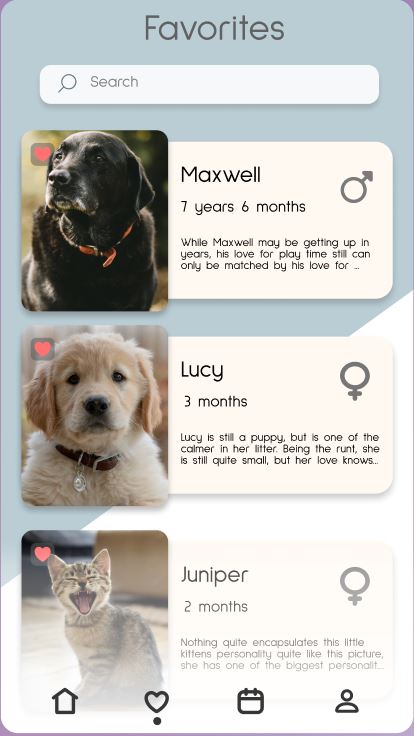 Favorites
Search
Maxwell
7 years 6 months
While Maxwell may be getting up in
years, his love for play time still can
only be matched by his love for ...
Lucy
3 months
Lucy is still a puppy, but is one of the
calmer in her litter. Being the runt, she
is still quite small, but her love knows...
Juniper
2 months
Nothing quite encapsulates this little
kittens personality quite like this picture,
she has one of the biggest personalit...